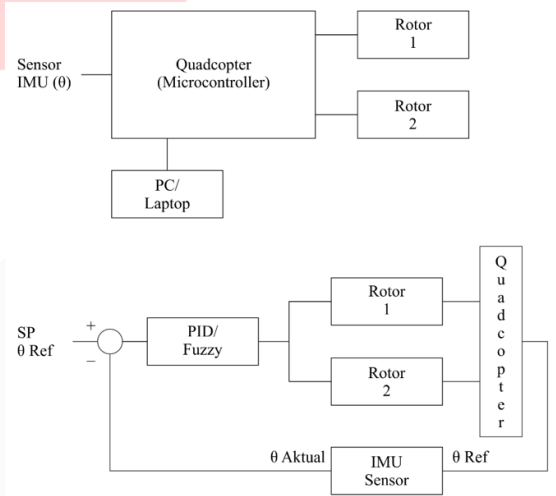 Sensor
IMU (θ)
Quadcopter
(Microcontroller)
Rotor
1
Rotor
2
PC/
Laptop
SP
θ Ref
+
−
PID/
Fuzzy
Rotor
1
Rotor
2
Quadcopter
θ Aktual
IMU
Sensor
θ Ref